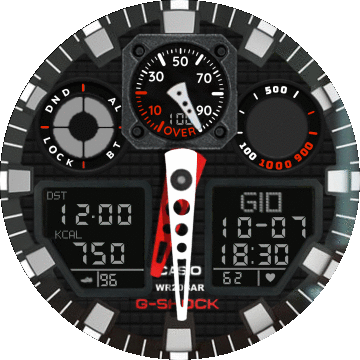 50
30 70
10 90
100
OVER
DND AL
LOCK BT
500
100 1000 900
DST
12:00
KCAL
750
96
G10
10-07
18:30
62
CASIO
WR20BAR
G-SHOCK